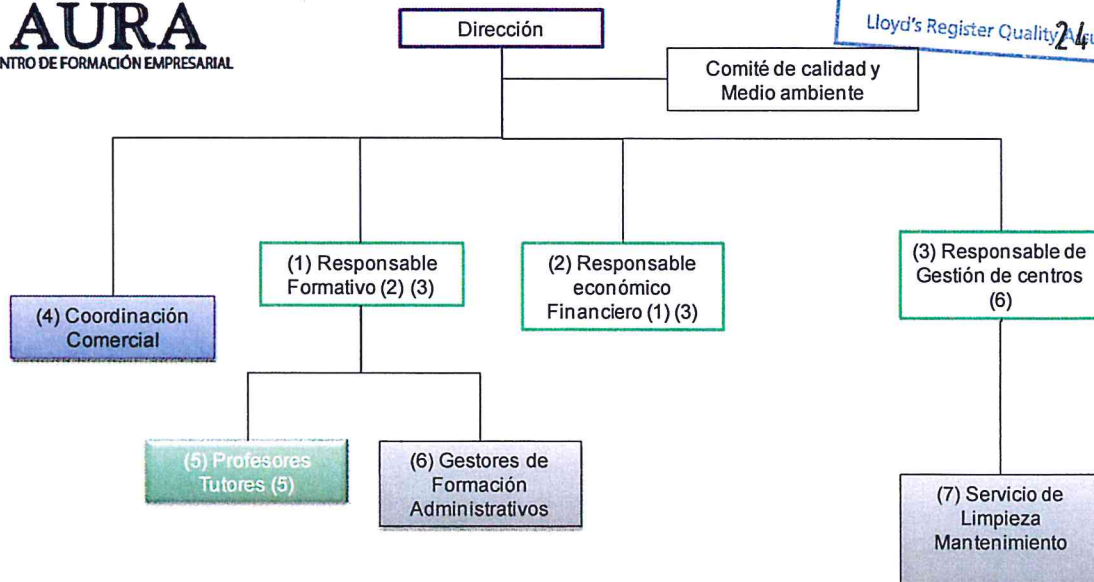 AURA
NTRO DE FORMACIÓN EMPRESARIAL
Dirección
Lloyd's Register Quality
24
Comité de calidad y
Medio ambiente
(4) Coordinación
Comercial
(1) Responsable
Formativo (2) (3)
(2) Responsable
económico
Financiero (1) (3)
(3) Responsable de
Gestión de centros
(6)
(5) Profesores
Tutores (5)
(6) Gestores de
Formación
Administrativos
(7) Servicio de
Limpieza
Mantenimiento